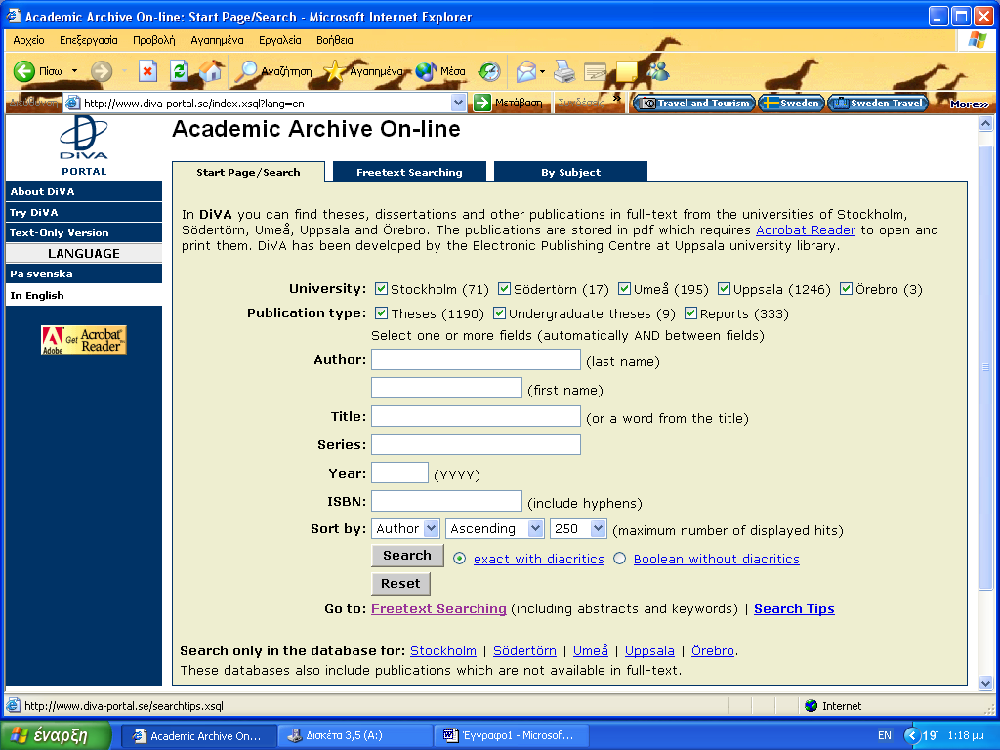 Academic Archive On-line: Start Page/Search - Microsoft Internet Explorer
Αρχείο Επεξεργασία Προβολή Αγαπημένα Εργαλεία Βοήθεια
Πίσω Αναζήτηση Αγαπημένα Μέσα
Διεύθυνση http://www.diva-portal.se/index.xsql?lang=en Μετάβαση Συνδέσεις » Travel and Tourism Sweden Sweden Travel More»
DiVA
PORTAL
About DiVA
Try DiVA
Text-Only Version
LANGUAGE
På svenska
In English
Adobe Get Acrobat Reader
Academic Archive On-line
Start Page/Search Freetext Searching By Subject
In DiVA you can find theses, dissertations and other publications in full-text from the universities of Stockholm,
Södertörn, Umeå, Uppsala and Örebro. The publications are stored in pdf which requires Acrobat Reader to open and
print them. DiVA has been developed by the Electronic Publishing Centre at Uppsala university library.
University: Stockholm (71) Södertörn (17) Umeå (195) Uppsala (1246) Örebro (3)
Publication type: Theses (1190) Undergraduate theses (9) Reports (333)
Select one or more fields (automatically AND between fields)
Author: (last name)
(first name)
Title: (or a word from the title)
Series:
Year: (YYYY)
ISBN: (include hyphens)
Sort by: Author Ascending 250 (maximum number of displayed hits)
Search exact with diacritics Boolean without diacritics
Reset
Go to: Freetext Searching (including abstracts and keywords) | Search Tips
Search only in the database for: Stockholm | Södertörn | Umeå | Uppsala | Örebro.
These databases also include publications which are not available in full-text.
http://www.diva-portal.se/searchtips.xsql Internet
έναρξη Academic Archive On... Δισκέτα 3,5 (A:) Έγγραφο1 - Microsof... EN 19° 1:18 μμ